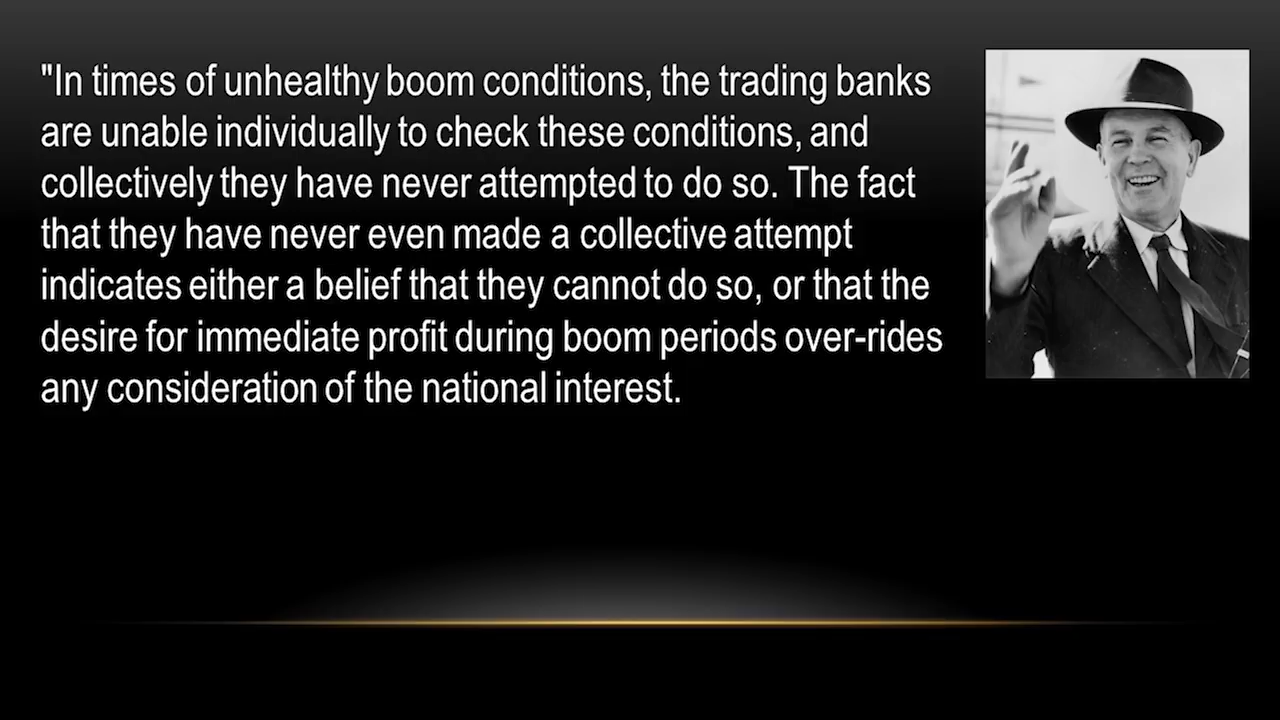 "In times of unhealthy boom conditions, the trading banks
are unable individually to check these conditions, and
collectively they have never attempted to do so. The fact
that they have never even made a collective attempt
indicates either a belief that they cannot do so, or that the
desire for immediate profit during boom periods over-rides
any consideration of the national interest.